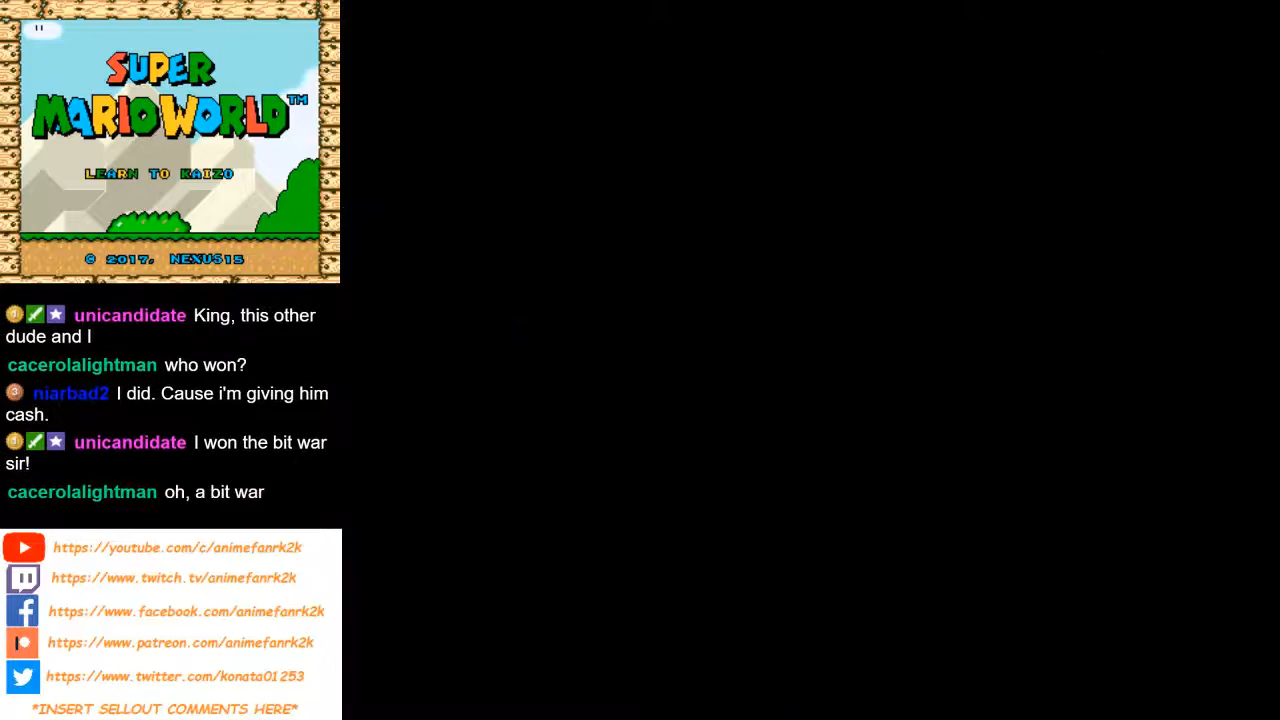 SUPER
MARIO WORLD™
LEARN TO KAIZO
© 2017, NEXUS15
unicandidate King, this other
dude and I
cacerolalightman who won?
3 niarbad2 I did. Cause i'm giving him
cash.
unicandidate I won the bit war
sir!
cacerolalightman oh, a bit war
https://youtube.com/c/animefanrk2k
https://www.twitch.tv/animefanrk2k
https://www.facebook.com/animefanrk2k
https://www.patreon.com/animefanrk2k
https://www.twitter.com/konata01253
*INSERT SELLOUT COMMENTS HERE*